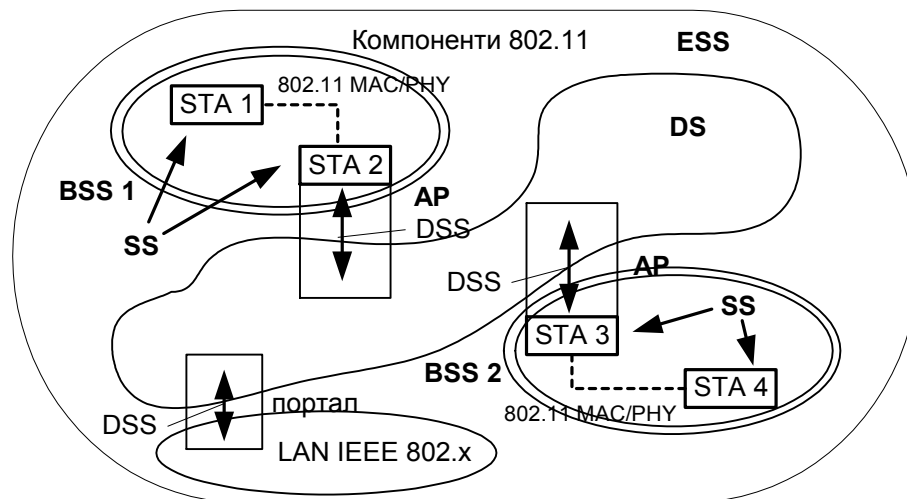 Компоненти 802.11
ESS
802.11 MAC/PHY
STA 1
DS
STA 2
BSS 1
AP
DSS
SS
DSS
AP
SS
STA 3
BSS 2
STA 4
802.11 MAC/PHY
DSS
портал
LAN IEEE 802.x